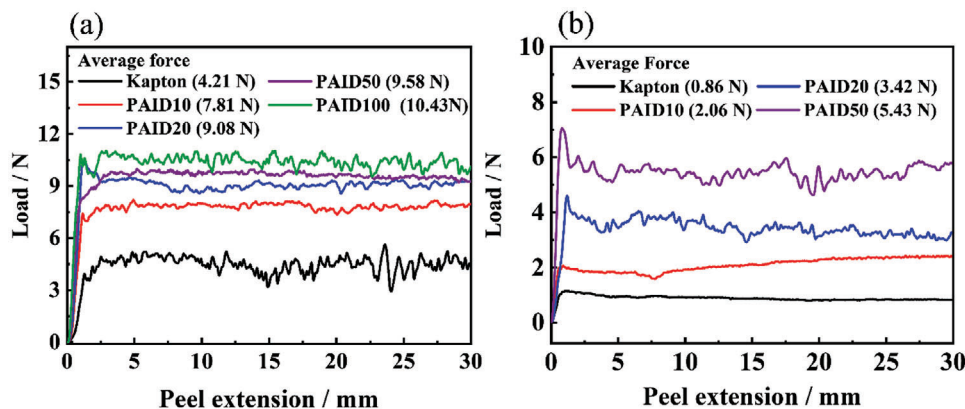 (a)
Average force
Kapton (4.21 N) PAID50 (9.58 N)
PAID10 (7.81 N) PAID100 (10.43N)
PAID20 (9.08 N)
Load / N
15
12
9
6
3
0
0 5 10 15 20 25 30
Peel extension / mm
(b)
Average Force
Kapton (0.86 N) PAID20 (3.42 N)
PAID10 (2.06 N) PAID50 (5.43 N)
Load / N
10
8
6
4
2
0
0 5 10 15 20 25 30
Peel extension / mm